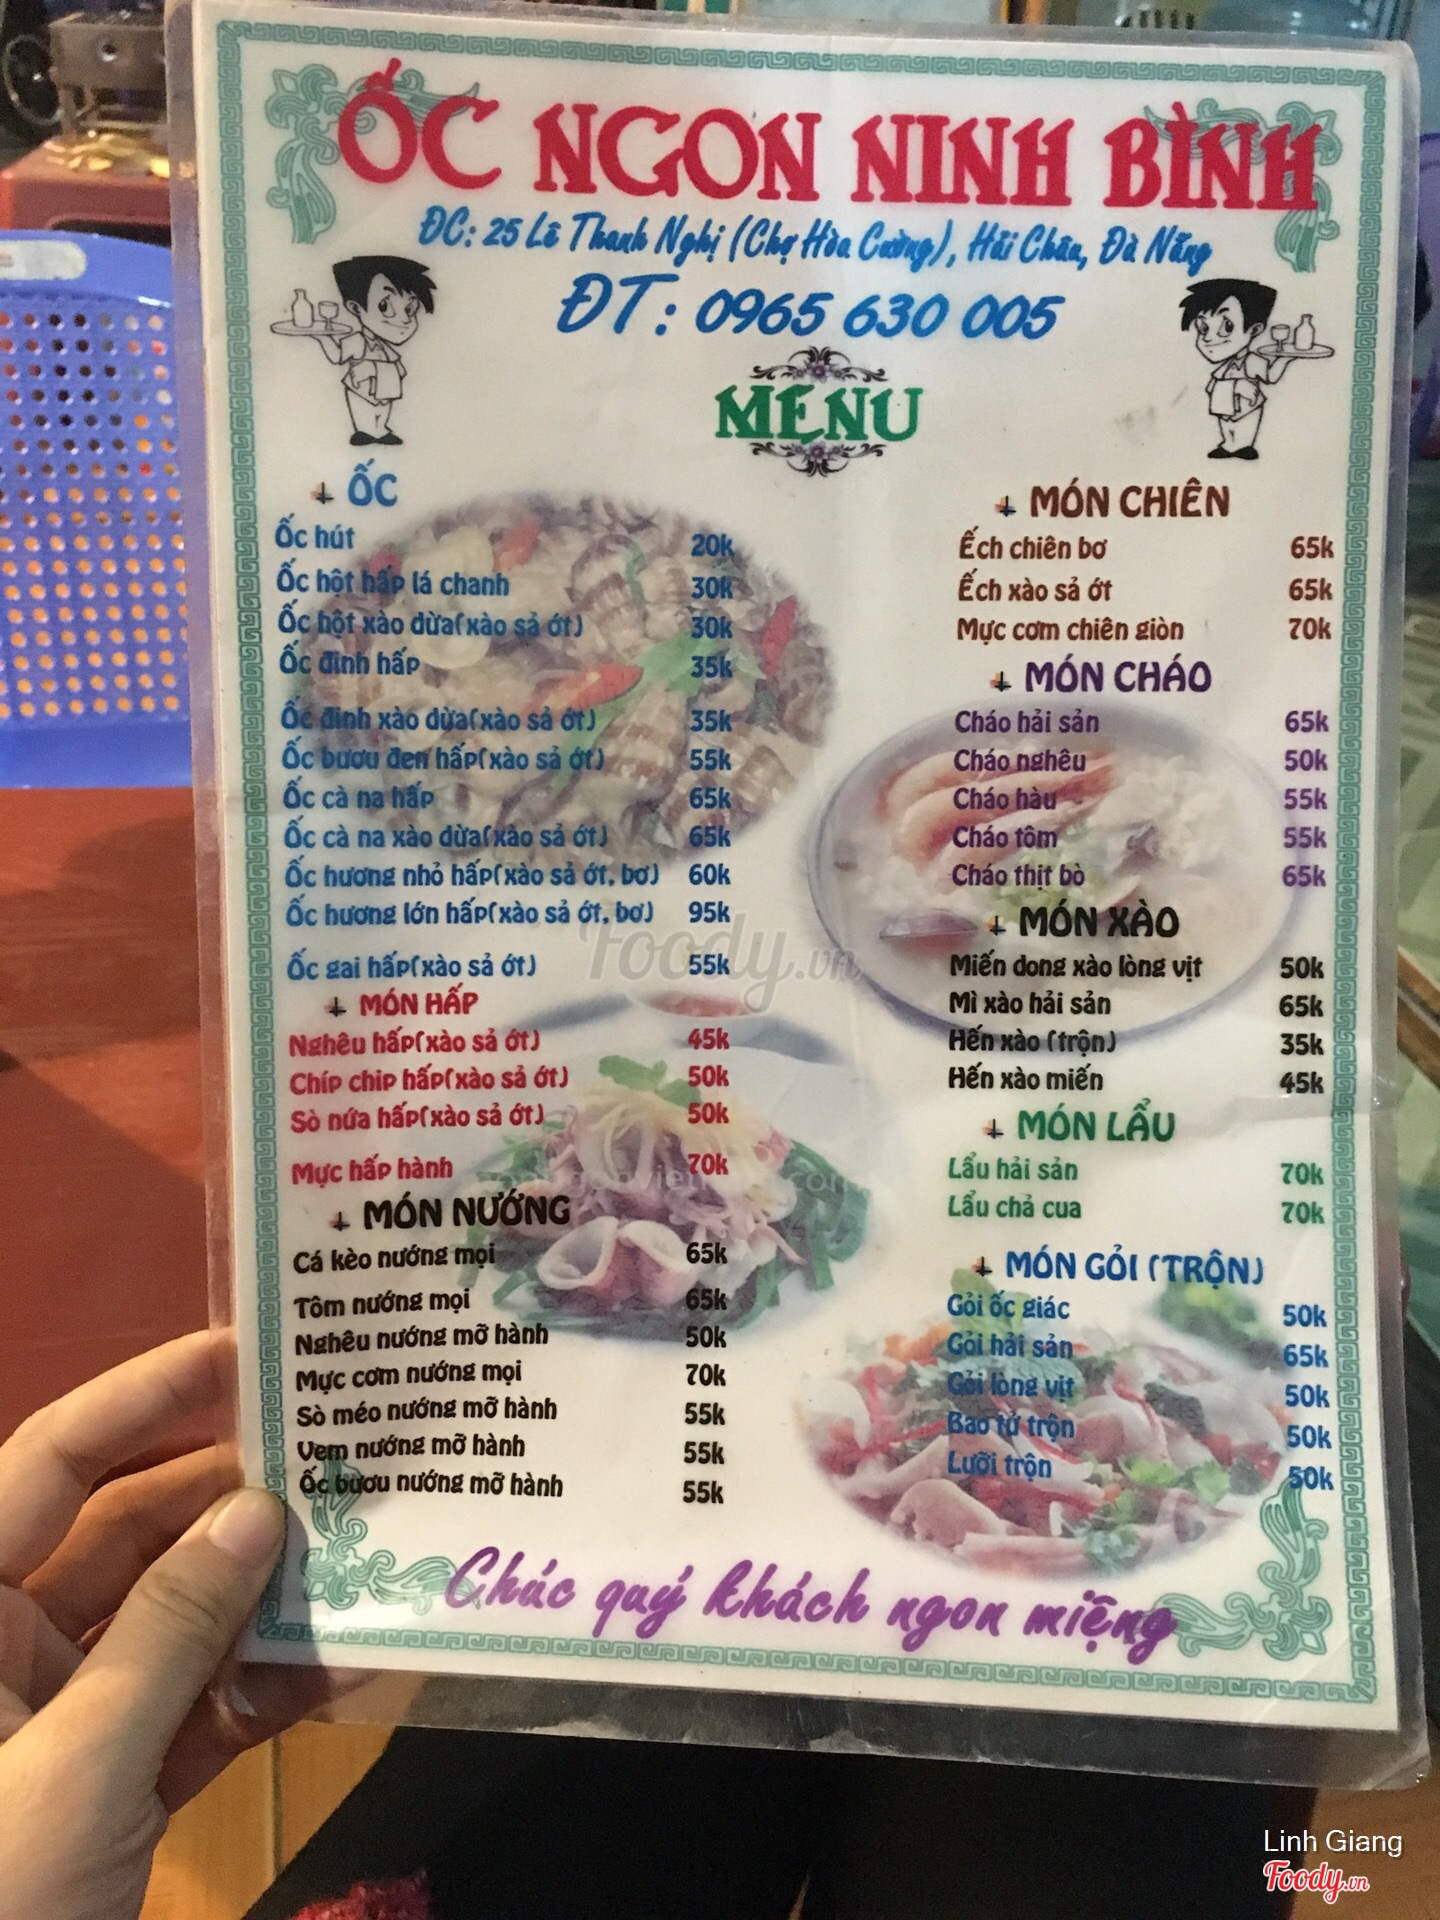 ỐC NGON NINH BÌNH
ĐC: 25 Lê Thanh Nghị (Chợ Hòa Cường), Hải Châu, Đà Nẵng
ĐT: 0965 630 005
MENU
ỐC
Ốc hút 20k
Ốc hột hấp lá chanh 30k
Ốc hột xào dừa(xào sả ớt) 30k
Ốc đinh hấp 35k
Ốc đinh xào dừa(xào sả ớt) 35k
Ốc bươu đen hấp(xào sả ớt) 55k
Ốc cà na hấp 65k
Ốc cà na xào dừa(xào sả ớt) 65k
Ốc hương nhỏ hấp(xào sả ớt, bơ) 60k
Ốc hương lớn hấp(xào sả ớt, bơ) 95k
Ốc gai hấp(xào sả ớt) 55k
MÓN HẤP
Nghêu hấp(xào sả ớt) 45k
Chíp chip hấp(xào sả ớt) 50k
Sò nứa hấp(xào sả ớt) 50k
Mực hấp hành 70k
MÓN NƯỚNG
Cá kèo nướng mọi 65k
Tôm nướng mọi 65k
Nghêu nướng mỡ hành 50k
Mực cơm nướng mọi 70k
Sò méo nướng mỡ hành 55k
Vem nướng mỡ hành 55k
Ốc bươu nướng mỡ hành 55k
MÓN CHIÊN
Ếch chiên bơ 65k
Ếch xào sả ớt 65k
Mực cơm chiên giòn 70k
MÓN CHÁO
Cháo hải sản 65k
Cháo nghêu 50k
Cháo hàu 55k
Cháo tôm 55k
Cháo thịt bò 65k
MÓN XÀO
Miến dong xào lòng vịt 50k
Mì xào hải sản 65k
Hến xào (trộn) 35k
Hến xào miến 45k
MÓN LẨU
Lẩu hải sản 70k
Lẩu chả cua 70k
MÓN GỎI (TRỘN)
Gỏi ốc giác 50k
Gỏi hải sản 65k
Gỏi lòng vịt 50k
Bao tử trộn 50k
Lưỡi trộn 50k
Chúc quý khách ngon miệng
Foody.vn
Linh Giang
Foody.vn